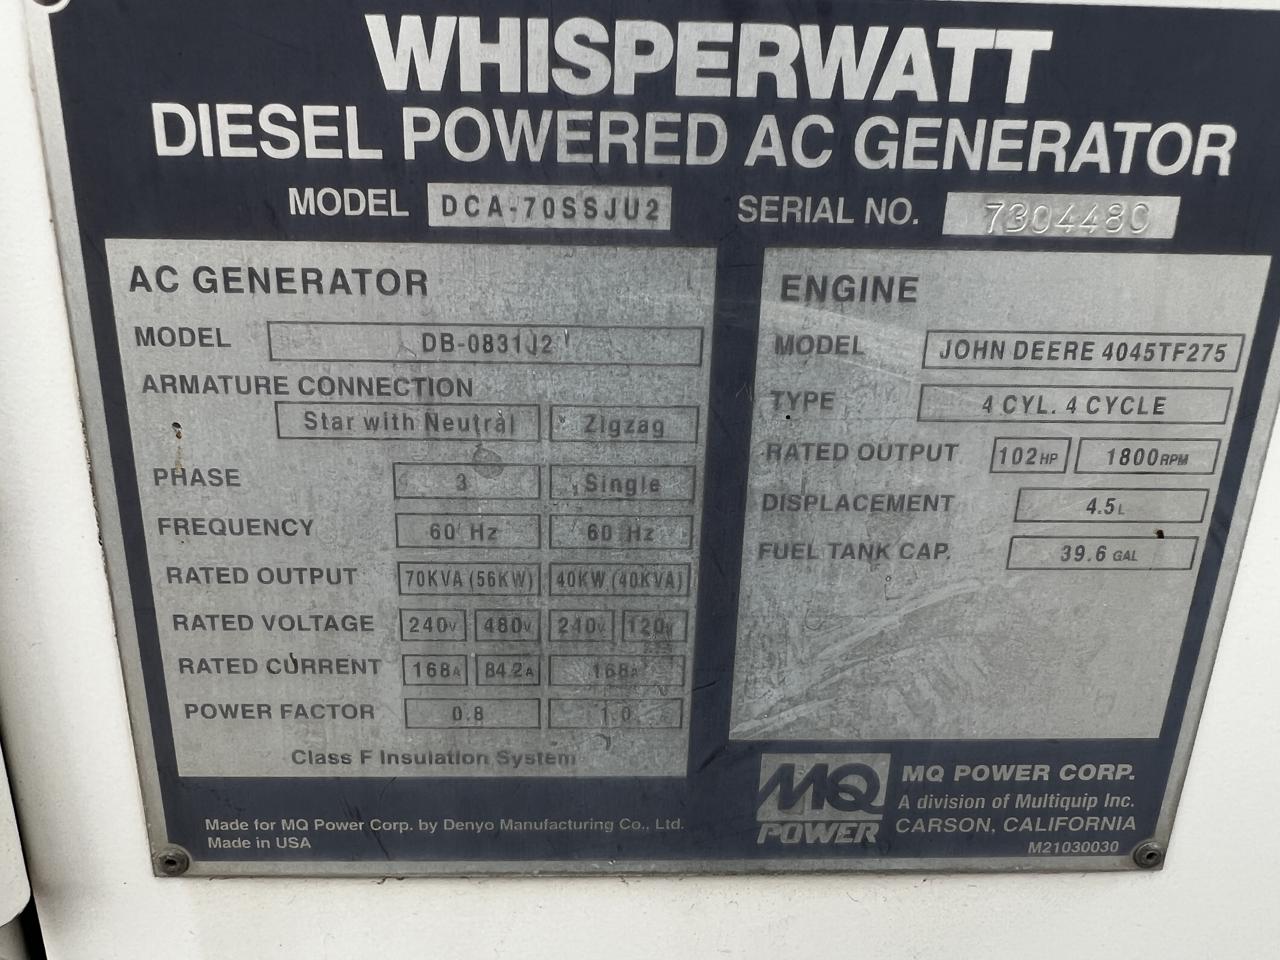 WHISPERWATT
DIESEL POWERED AC GENERATOR
MODEL DCA-70SSJU2 SERIAL NO. 7304480
AC GENERATOR
MODEL DB-0831J2
ARMATURE CONNECTION
Star with Neutral Zigzag
PHASE 3 Single
FREQUENCY 60 Hz 60 Hz
RATED OUTPUT 70KVA (56KW) 40KW (40KVA)
RATED VOLTAGE 240V 480V 240V 120V
RATED CURRENT 168A 84.2A 168A
POWER FACTOR 0.8 1.0
Class F Insulation System
ENGINE
MODEL JOHN DEERE 4045TF275
TYPE 4 CYL. 4 CYCLE
RATED OUTPUT 102HP 1800RPM
DISPLACEMENT 4.5L
FUEL TANK CAP. 39.6 GAL
Made for MQ Power Corp. by Denyo Manufacturing Co., Ltd.
Made in USA
MQ
POWER
MQ POWER CORP.
A division of Multiquip Inc.
CARSON, CALIFORNIA
M21030030